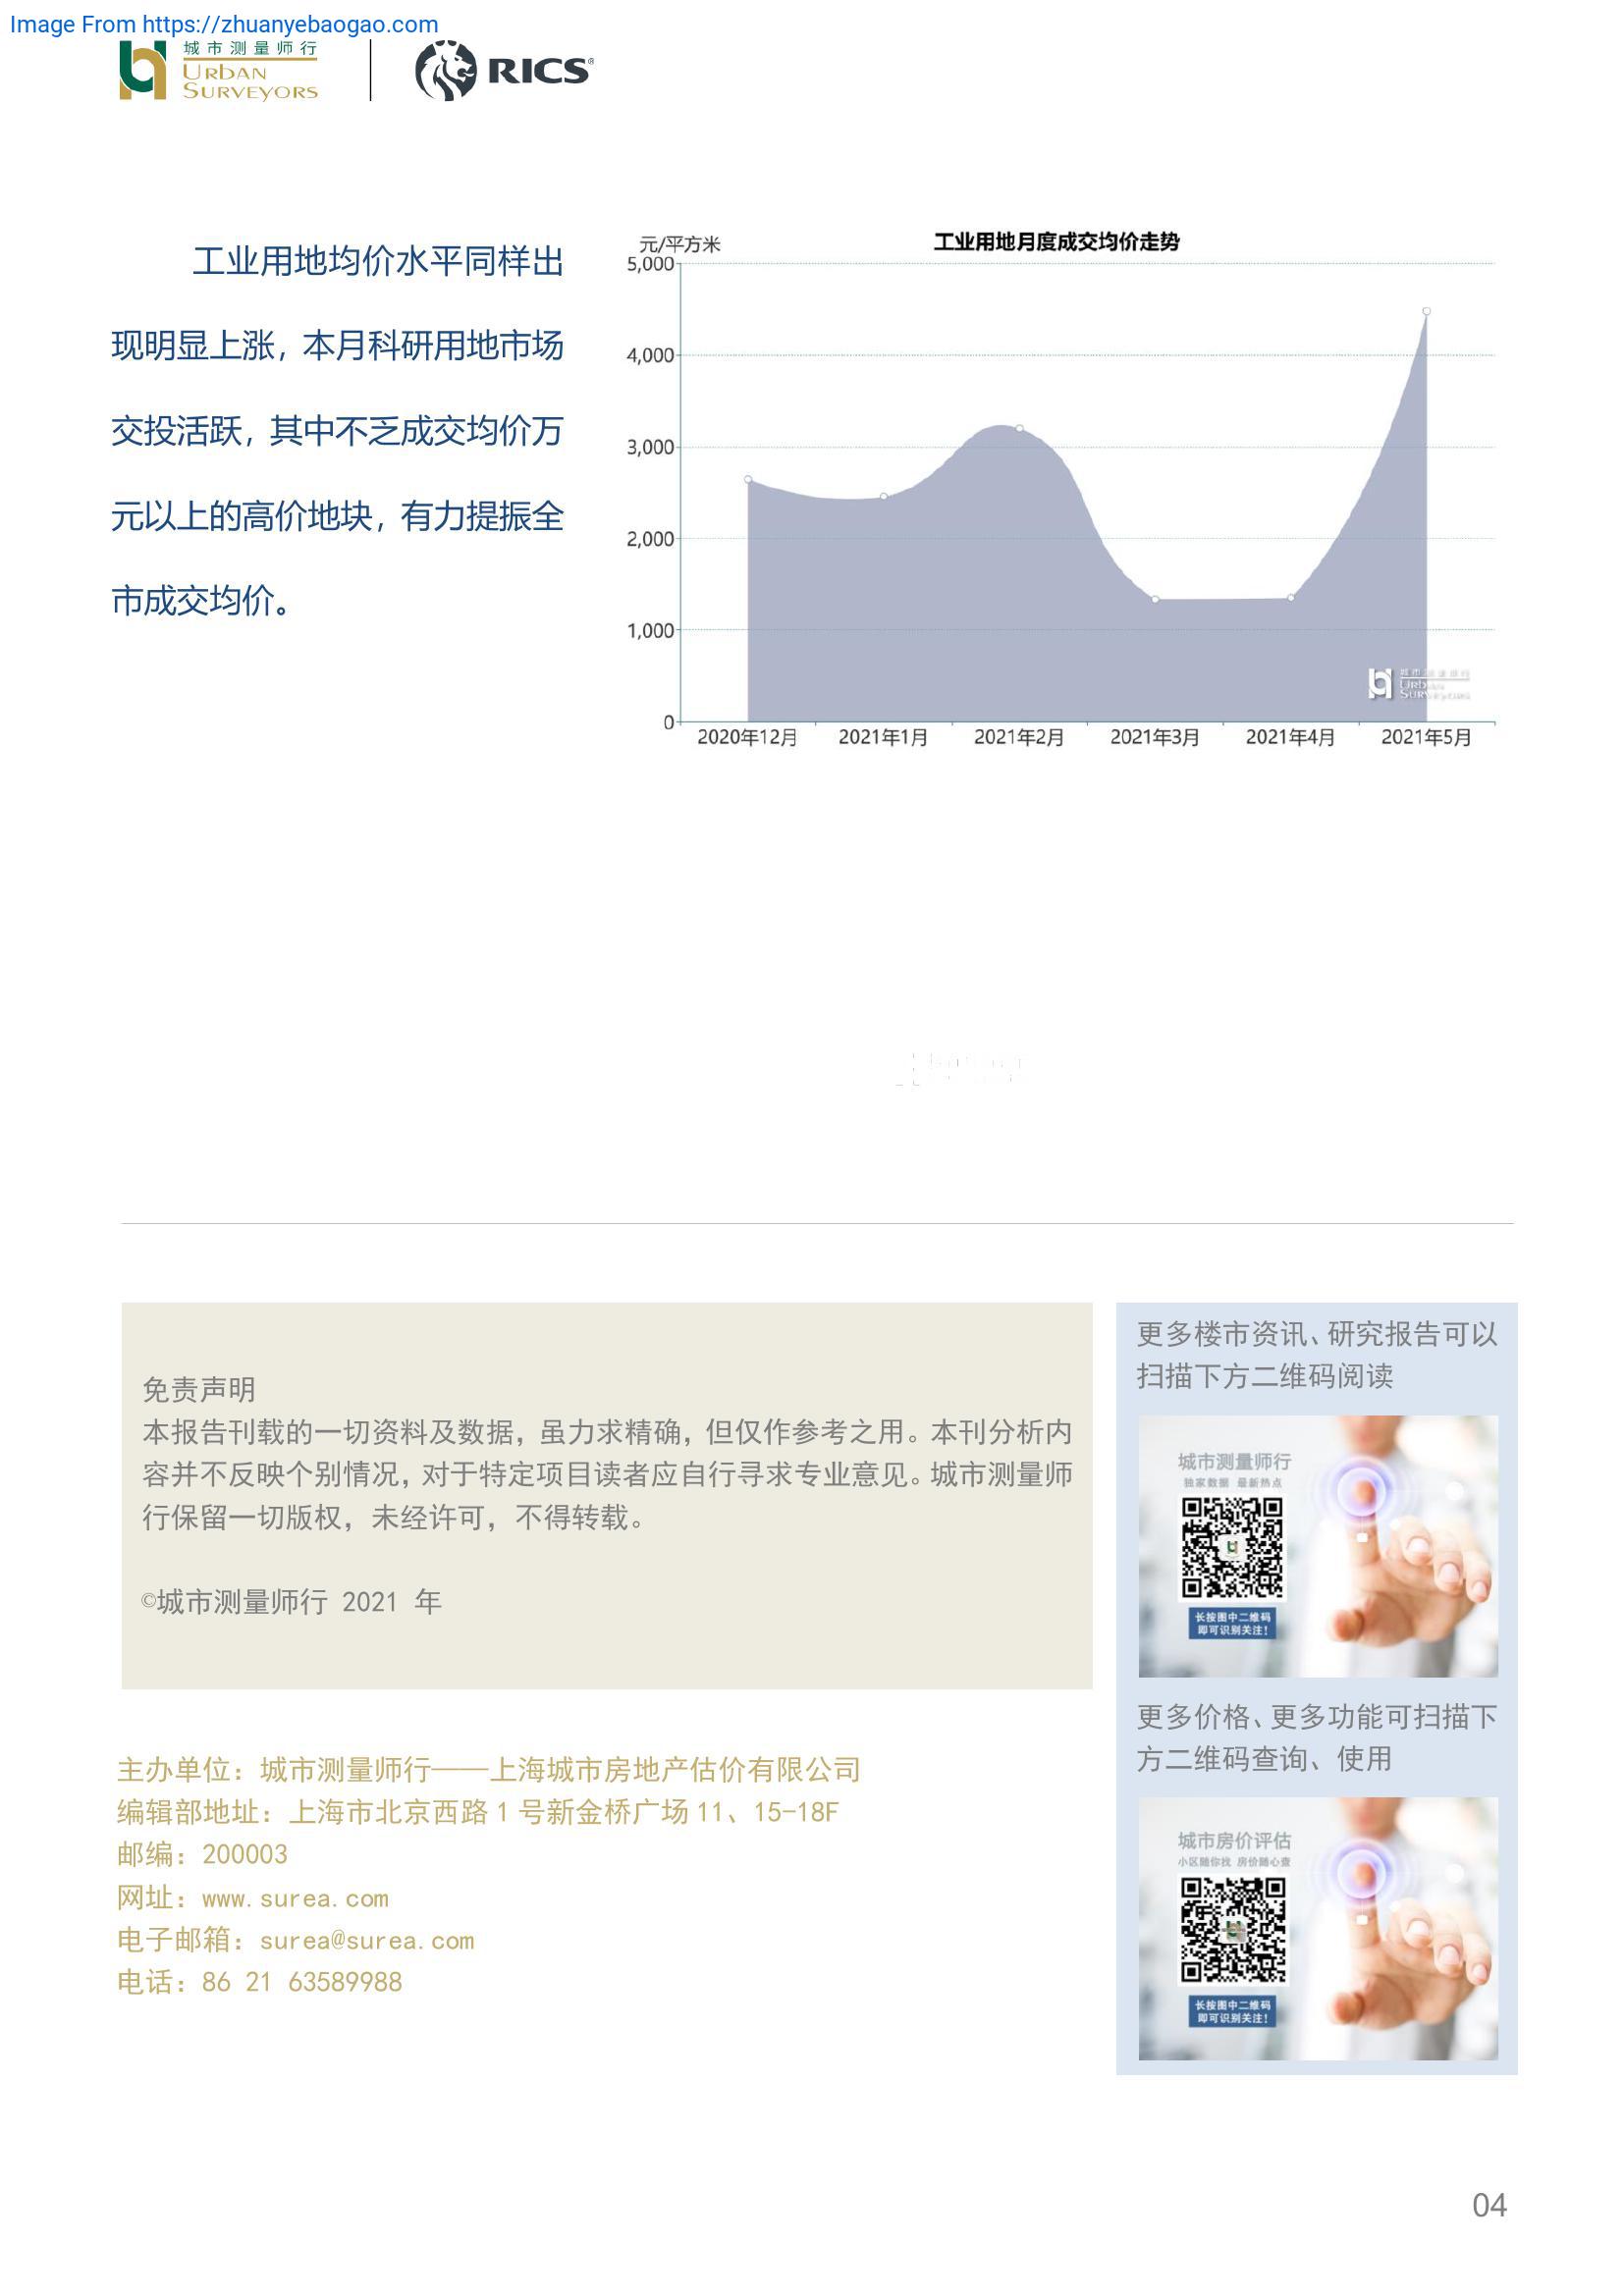 Image From https://zhuanyebaogao.com
城市测量师行
URBAN
SURVEYORS
RICS®
工业用地均价水平同样出
现明显上涨，本月科研用地市场
交投活跃，其中不乏成交均价万
元以上的高价地块，有力提振全
市成交均价。
工业用地月度成交均价走势
元/平方米
5,000
4,000
3,000
2,000
1,000
0
2020年12月 2021年1月 2021年2月 2021年3月 2021年4月 2021年5月
城市测量师行
URBAN
SURVEYORS
免责声明
本报告刊载的一切资料及数据，虽力求精确，但仅作参考之用。本刊分析内
容并不反映个别情况，对于特定项目读者应自行寻求专业意见。城市测量师
行保留一切版权，未经许可，不得转载。
©城市测量师行 2021 年
主办单位：城市测量师行——上海城市房地产估价有限公司
编辑部地址：上海市北京西路 1 号新金桥广场 11、15-18F
邮编：200003
网址：www.surea.com
电子邮箱：surea@surea.com
电话：86 21 63589988
更多楼市资讯、研究报告可以
扫描下方二维码阅读
城市测量师行
独家数据 最新热点
长按图中二维码
即可识别关注！
更多价格、更多功能可扫描下
方二维码查询、使用
城市房价评估
小区随你找 房价随心查
长按图中二维码
即可识别关注！
04